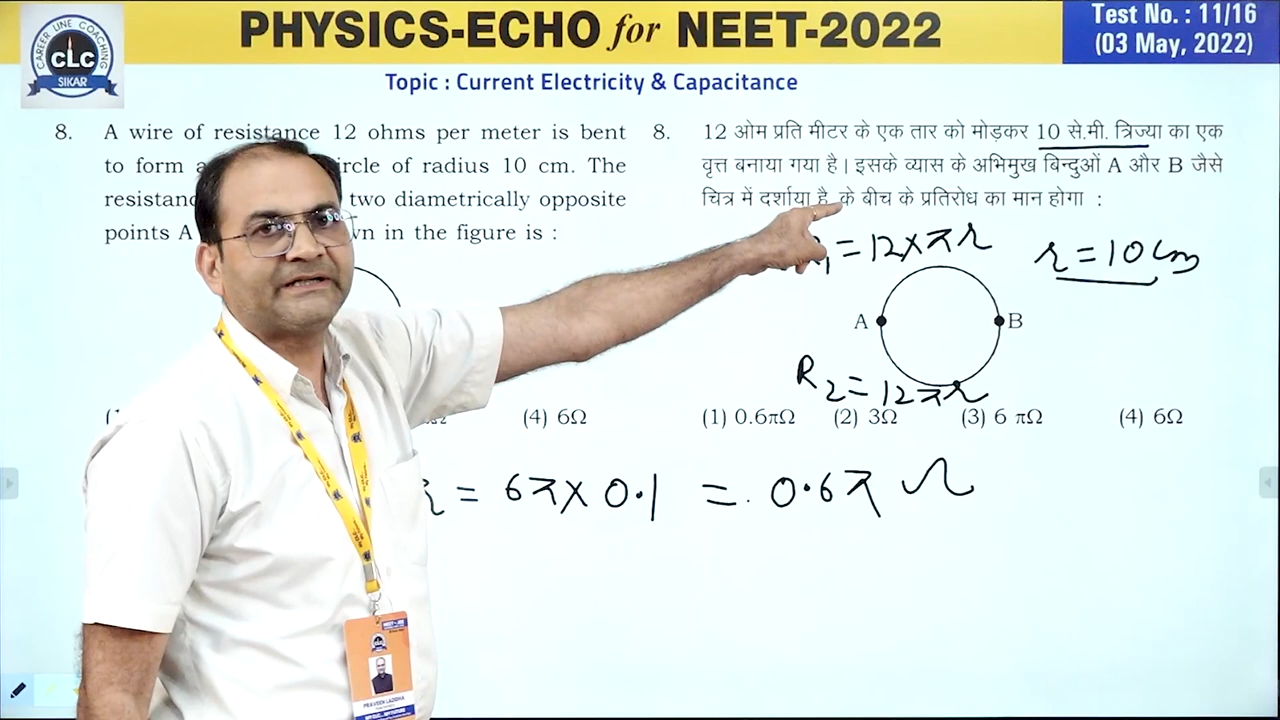 PHYSICS-ECHO for NEET-2022
Test No. : 11/16
(03 May, 2022)
CAREER LINE COACHING
CLC
SIKAR
Topic : Current Electricity & Capacitance
8. A wire of resistance 12 ohms per meter is bent
to form a circle of radius 10 cm. The
two diametrically opposite
points A in the figure is :
(4) 6Ω
8. 12 ओम प्रति मीटर के एक तार को मोड़कर 10 से.मी. त्रिज्या का एक
वृत्त बनाया गया है। इसके व्यास के अभिमुख बिन्दुओं A और B जैसे
चित्र में दर्शाया है, के बीच के प्रतिरोध का मान होगा :
= 12×πr
r = 10 cm
A B
R2 = 12πr
(1) 0.6πΩ (2) 3Ω (3) 6 πΩ (4) 6Ω
= 6π× 0.1 = 0.6π Ω
CLC
PRAVEEN LADDHA